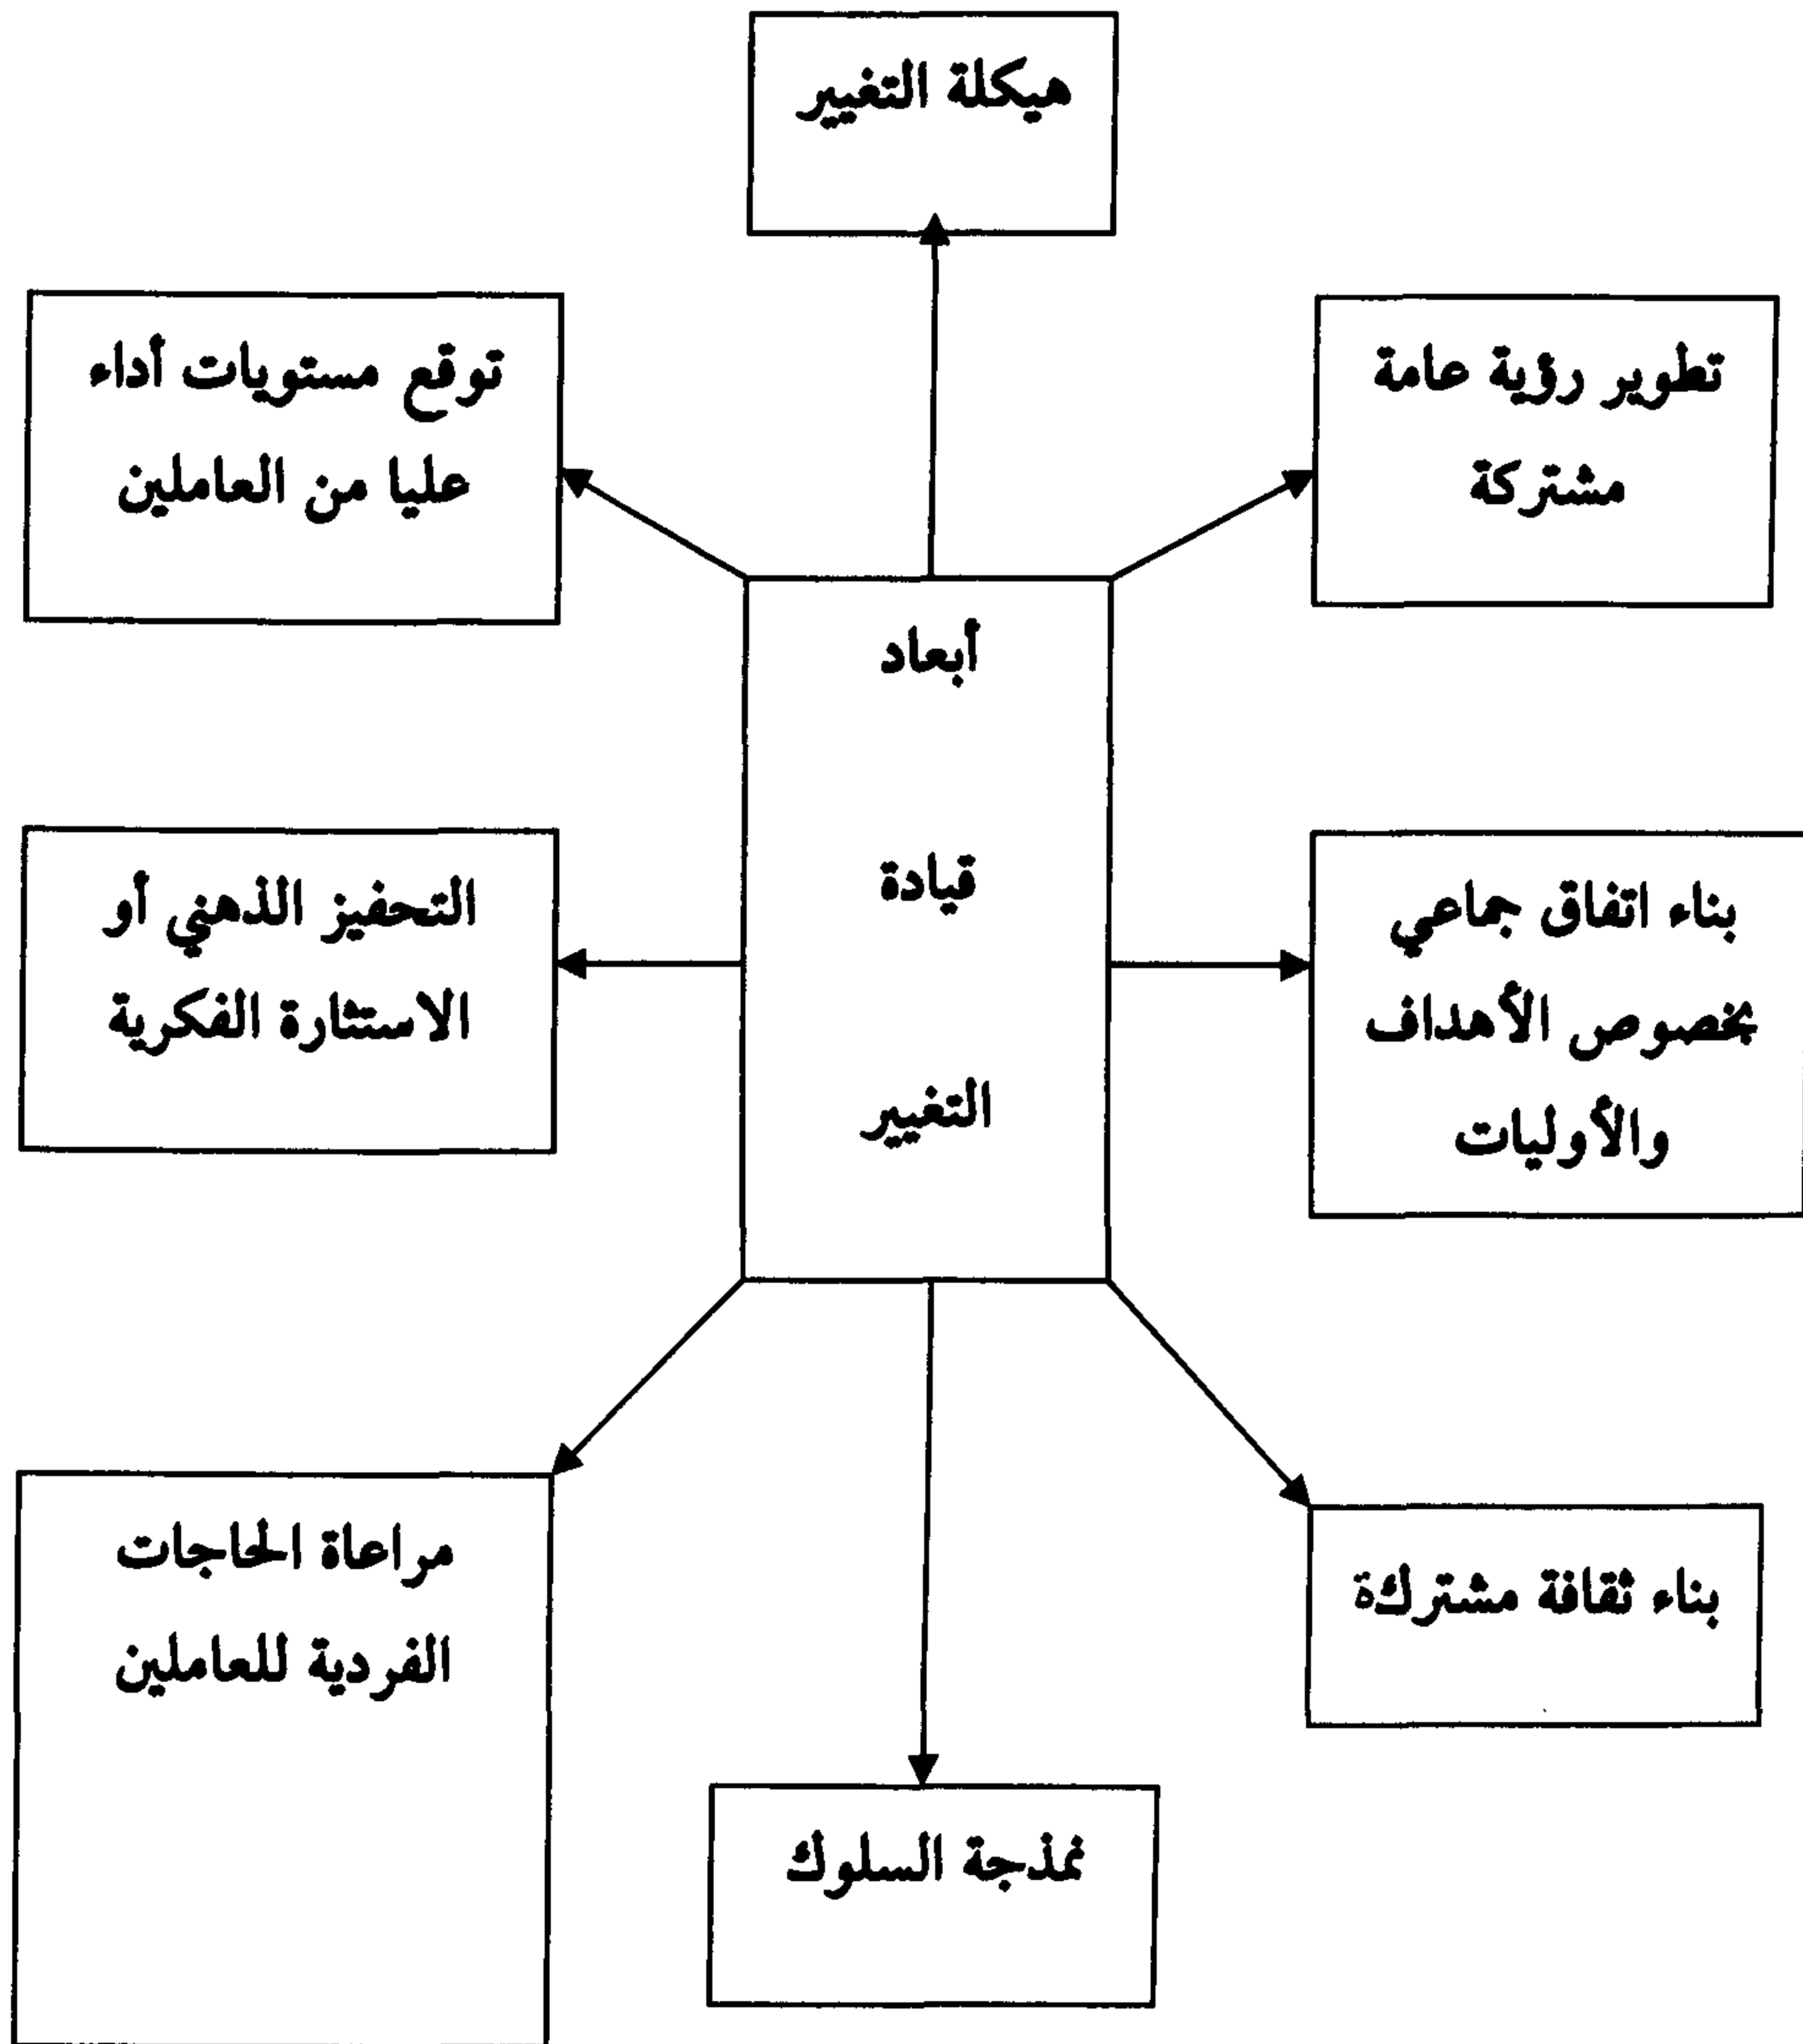 هيكلة التغيير
تطوير رؤية عامة
مشتركة
توقع مستويات أداء
عليا من العاملين
أبعاد
قيادة
التغيير
بناء اتفاق جماعي
بخصوص الأهداف
والأوليات
التحفيز الذهني أو
الاستثارة الفكرية
بناء ثقافة مشتركة
مراعاة الحاجات
الفردية للعاملين
نمذجة السلوك